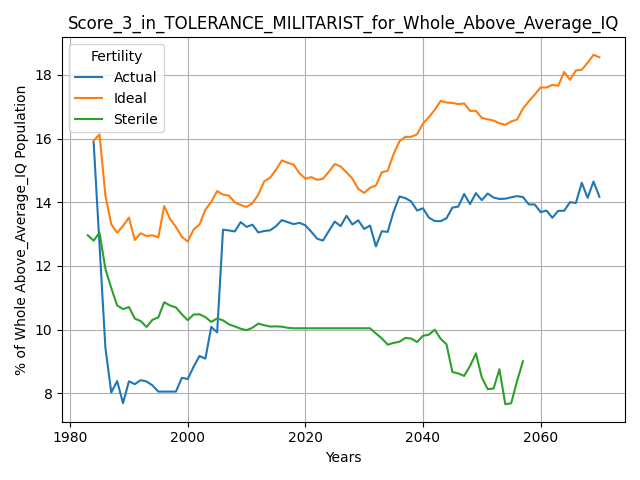 Score_3_in_TOLERANCE_MILITARIST_for_Whole_Above_Average_IQ
Fertility
Actual
Ideal
Sterile
% of Whole Above_Average_IQ Population
18
16
14
12
10
8
1980
2000
2020
2040
2060
Years